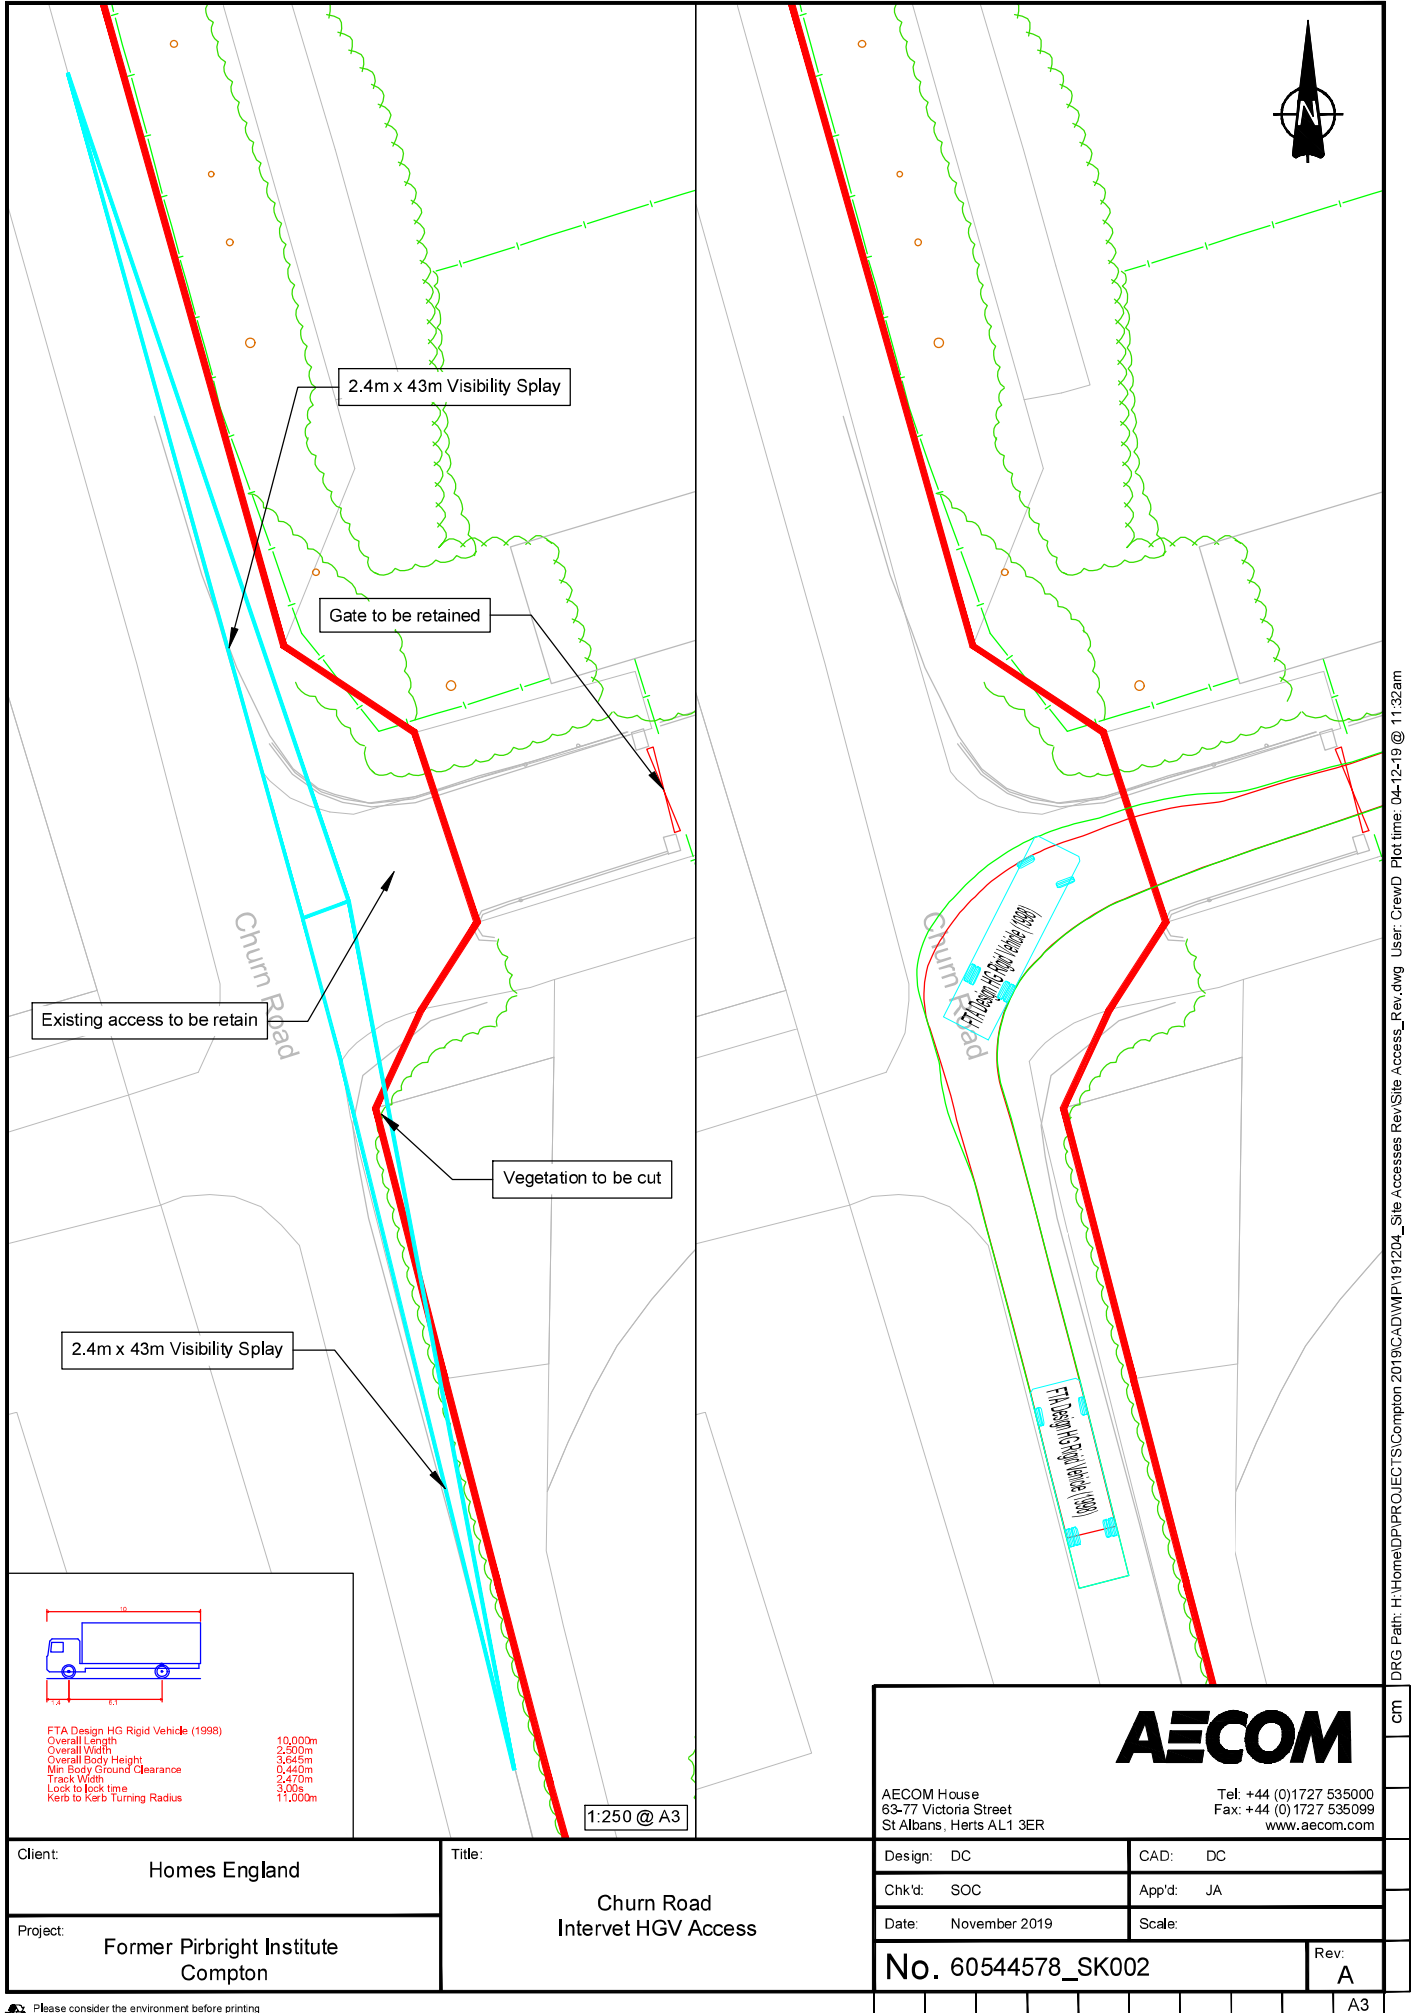 N
2.4m x 43m Visibility Splay
Gate to be retained
Churn Road
Existing access to be retain
Vegetation to be cut
2.4m x 43m Visibility Splay
Churn Road
FTA Design HG Rigid Vehicle (1998)
FTA Design HG Rigid Vehicle (1998)
10
1.4
6.1
FTA Design HG Rigid Vehicle (1998)
Overall Length 10.000m
Overall Width 2.500m
Overall Body Height 3.645m
Min Body Ground Clearance 0.440m
Track Width 2.470m
Lock to lock time 3.00s
Kerb to Kerb Turning Radius 11.000m
1:250 @ A3
AECOM
AECOM House
63-77 Victoria Street
St Albans, Herts AL1 3ER
Tel: +44 (0)1727 535000
Fax: +44 (0)1727 535099
www.aecom.com
Client:
Homes England
Project:
Former Pirbright Institute
Compton
Title:
Churn Road
Intervet HGV Access
Design: DC
CAD: DC
Chk'd: SOC
App'd: JA
Date: November 2019
Scale:
No. 60544578_SK002
Rev:
A
A3
cm
DRG Path: H:\Home\DP\PROJECTS\Compton 2019\CAD\WIP\191204_Site Accesses Rev\Site Access_Rev.dwg User: CrewD Plot time: 04-12-19 @ 11:32am
Please consider the environment before printing